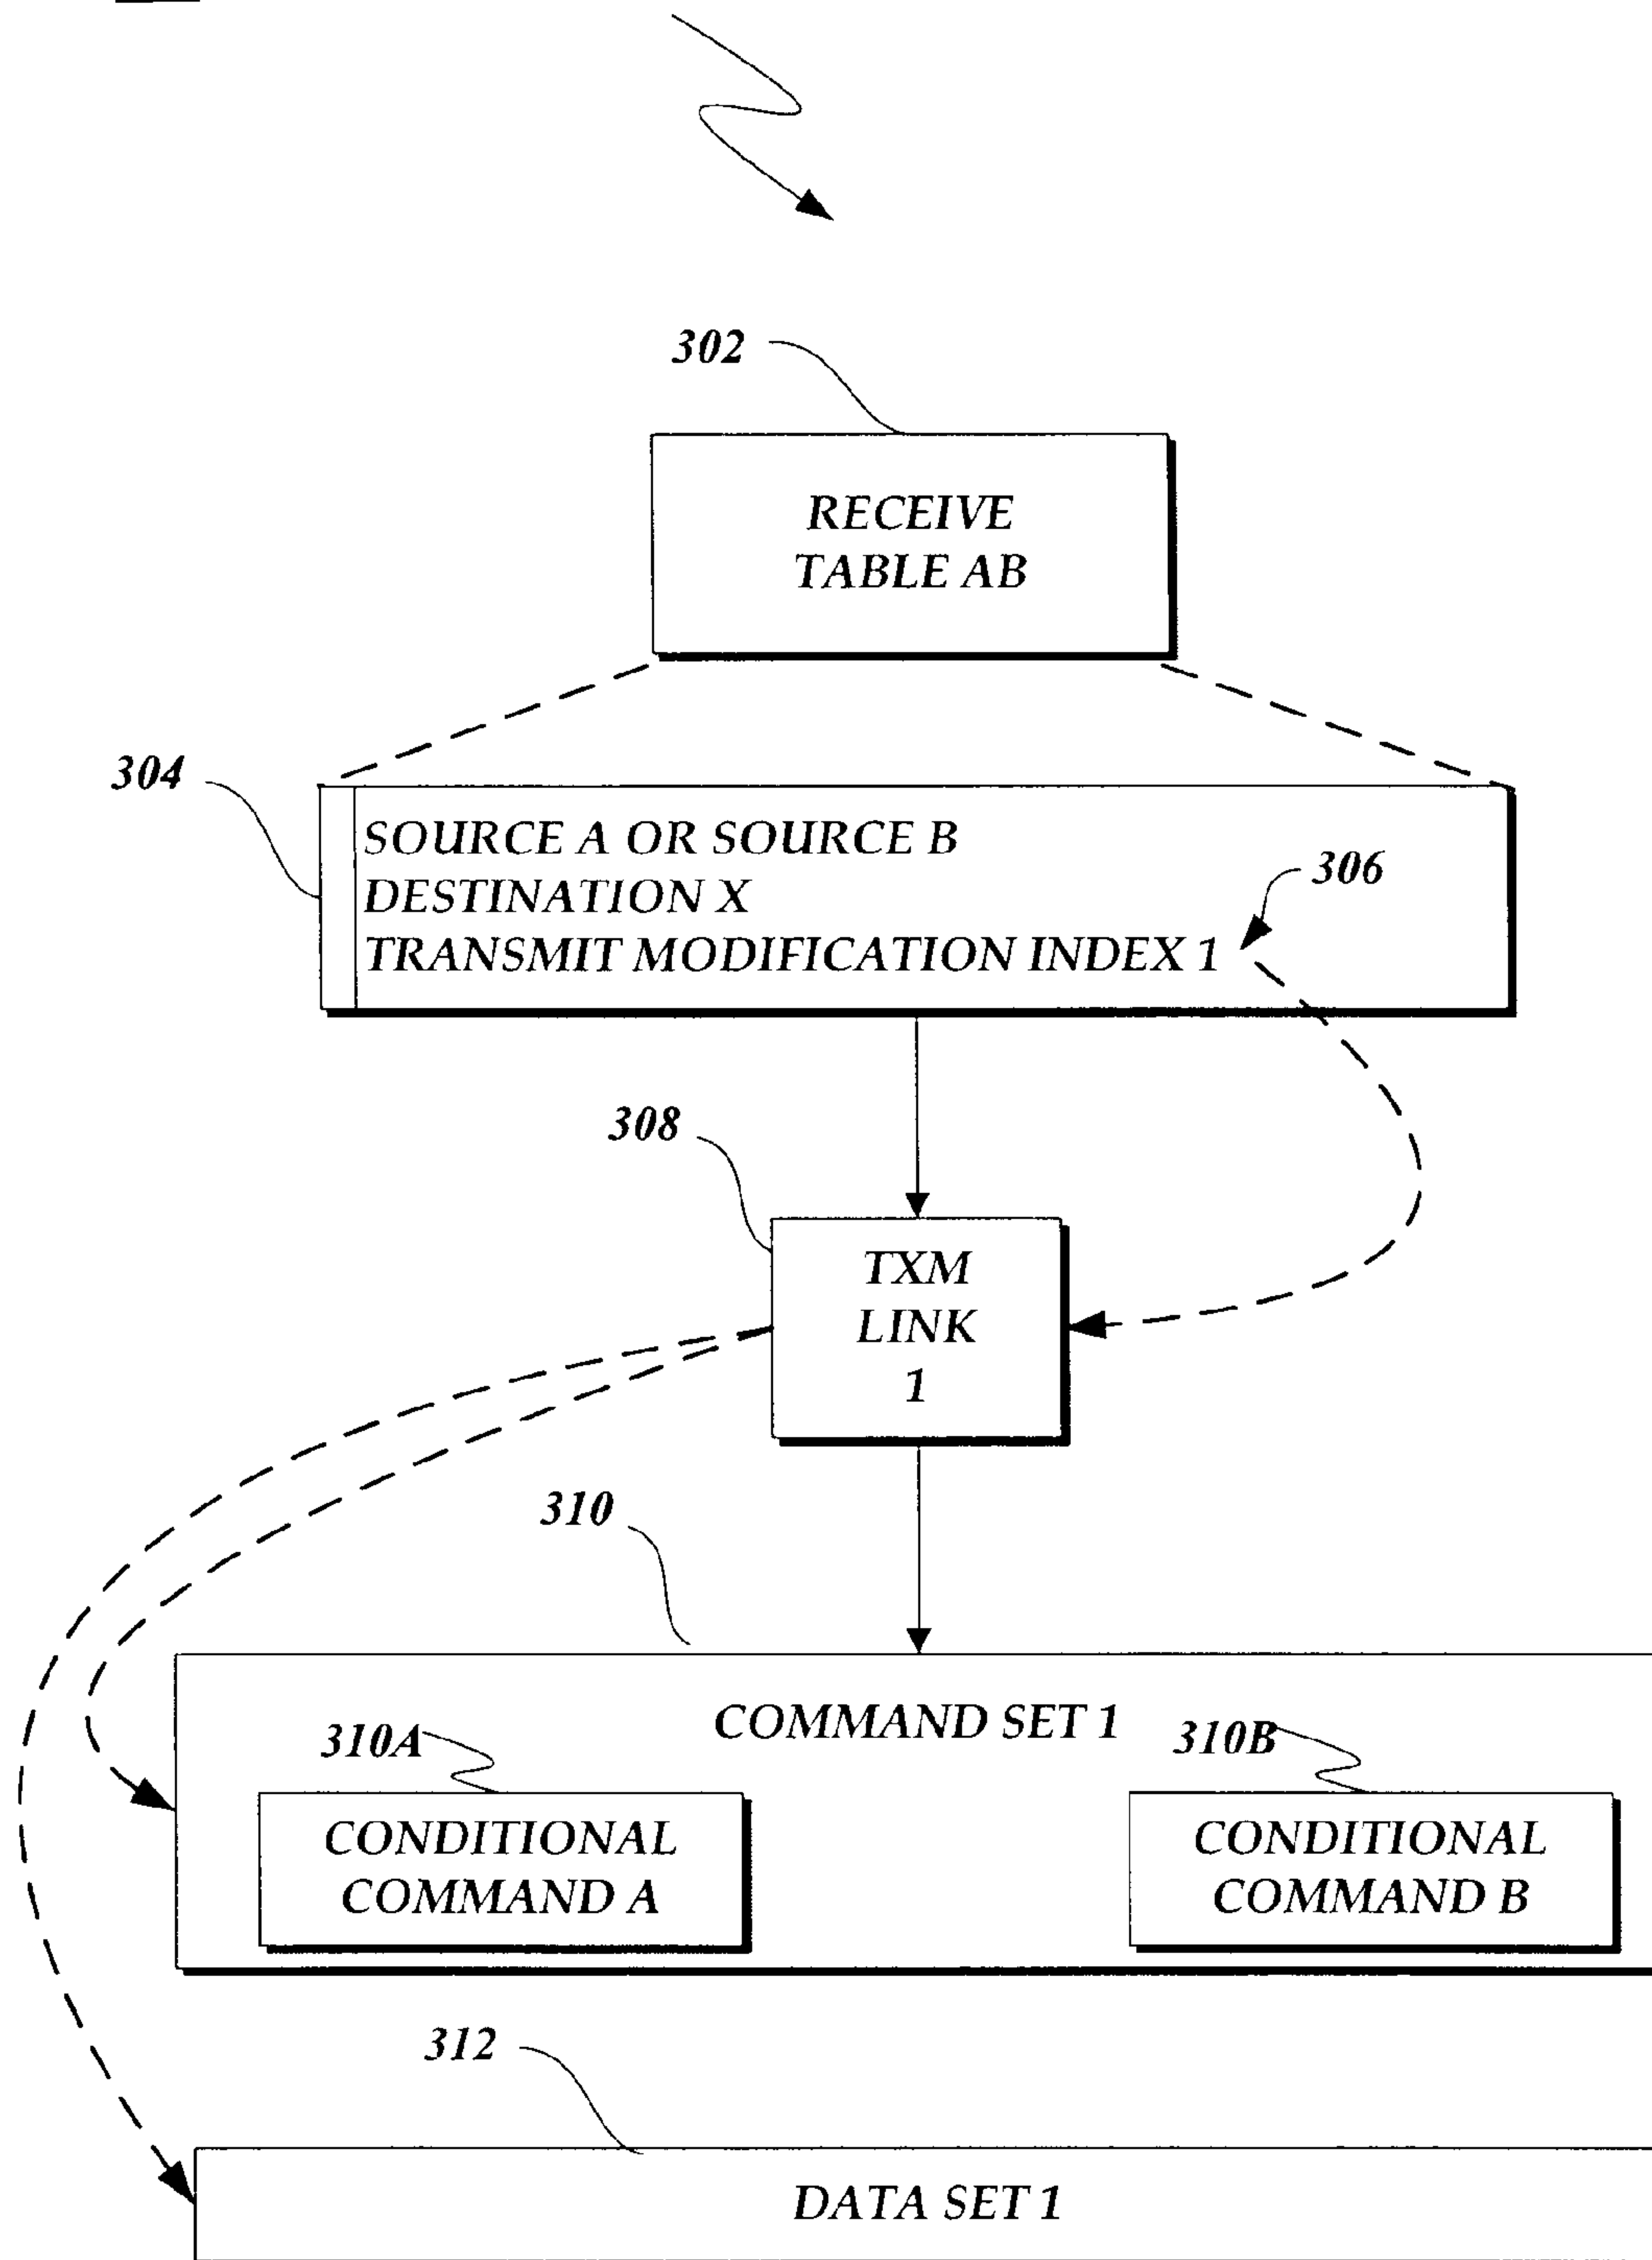 302
RECEIVE
TABLE AB
304
SOURCE A OR SOURCE B
DESTINATION X
TRANSMIT MODIFICATION INDEX 1
306
308
TXM
LINK
1
310
COMMAND SET 1
310A
310B
CONDITIONAL
COMMAND A
CONDITIONAL
COMMAND B
312
DATA SET 1